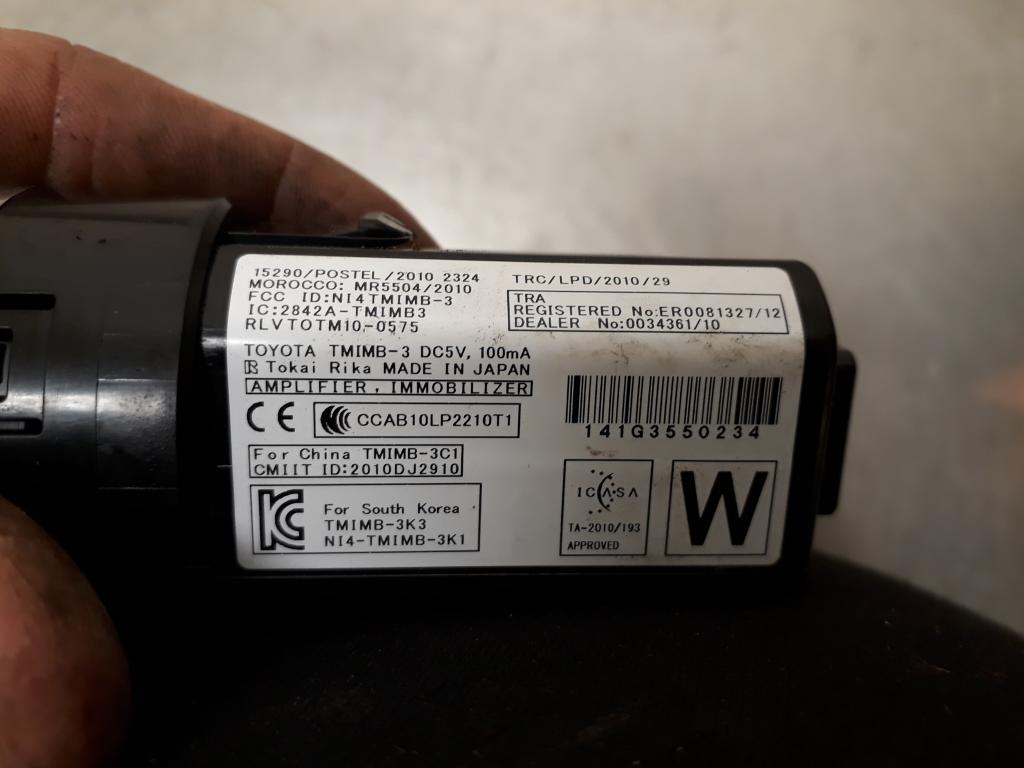 15290/POSTEL/2010 2324
MOROCCO: MR5504/2010
FCC ID:NI4TMIMB-3
IC:2842A-TMIMB3
RLVTOTM10-0575
TRC/LPD/2010/29
TRA
REGISTERED No:ER0081327/12
DEALER No:0034361/10
TOYOTA TMIMB-3 DC5V, 100mA
R Tokai Rika MADE IN JAPAN
AMPLIFIER, IMMOBILIZER
CE
CCAB10LP2210T1
141G3550234
For China TMIMB-3C1
CMIIT ID:2010DJ2910
KC
For South Korea
TMIMB-3K3
NI4-TMIMB-3K1
ICASA
TA-2010/193
APPROVED
W